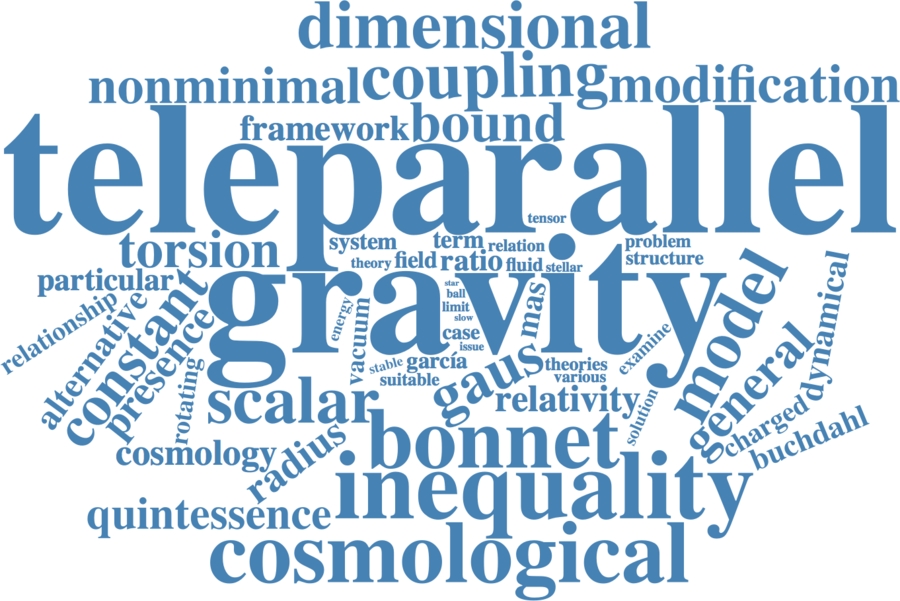 dimensional
nonminimal coupling modification
framework bound
teleparallel
tensor
torsion system term relation problem
theory field ratio fluid stellar structure
particular
gravity
relationship
alternative
constant
presence
rotating
energy
vacuum
star
ball
limit
slow
case
issue
mas
stable garcía
suitable
gaus
theories
various
examine
model
dynamical
general
scalar
relativity
solution
charged
buchdahl
bonnet
cosmology
radius
inequality
quintessence
cosmological